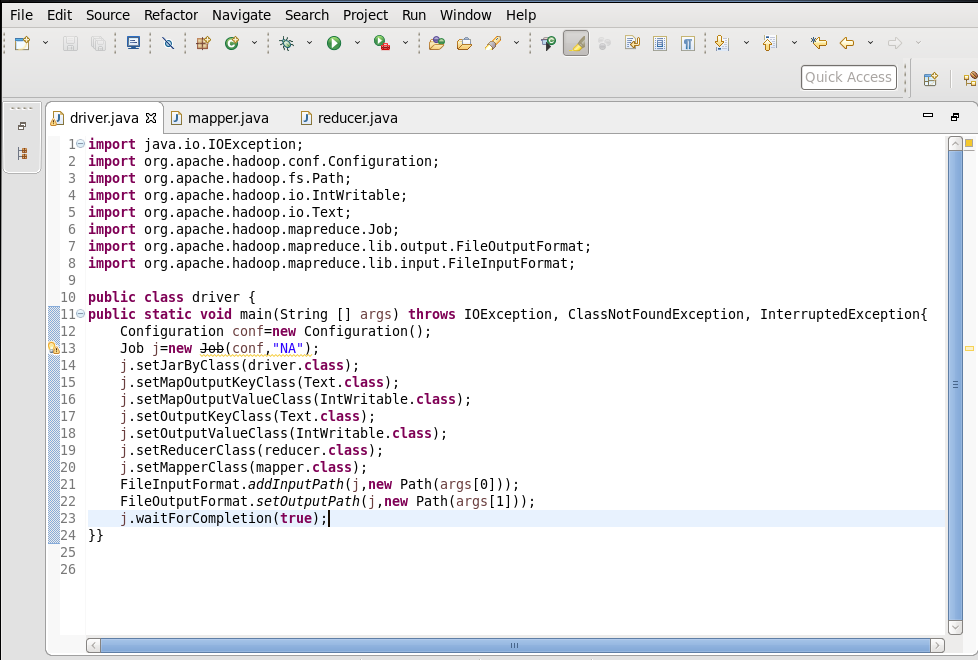 File Edit Source Refactor Navigate Search Project Run Window Help
Quick Access
driver.java mapper.java reducer.java
1 import java.io.IOException;
2 import org.apache.hadoop.conf.Configuration;
3 import org.apache.hadoop.fs.Path;
4 import org.apache.hadoop.io.IntWritable;
5 import org.apache.hadoop.io.Text;
6 import org.apache.hadoop.mapreduce.Job;
7 import org.apache.hadoop.mapreduce.lib.output.FileOutputFormat;
8 import org.apache.hadoop.mapreduce.lib.input.FileInputFormat;
9
10 public class driver {
11 public static void main(String [] args) throws IOException, ClassNotFoundException, InterruptedException{
12 Configuration conf=new Configuration();
13 Job j=new Job(conf,"NA");
14 j.setJarByClass(driver.class);
15 j.setMapOutputKeyClass(Text.class);
16 j.setMapOutputValueClass(IntWritable.class);
17 j.setOutputKeyClass(Text.class);
18 j.setOutputValueClass(IntWritable.class);
19 j.setReducerClass(reducer.class);
20 j.setMapperClass(mapper.class);
21 FileInputFormat.addInputPath(j,new Path(args[0]));
22 FileOutputFormat.setOutputPath(j,new Path(args[1]));
23 j.waitForCompletion(true);
24 }}
25
26